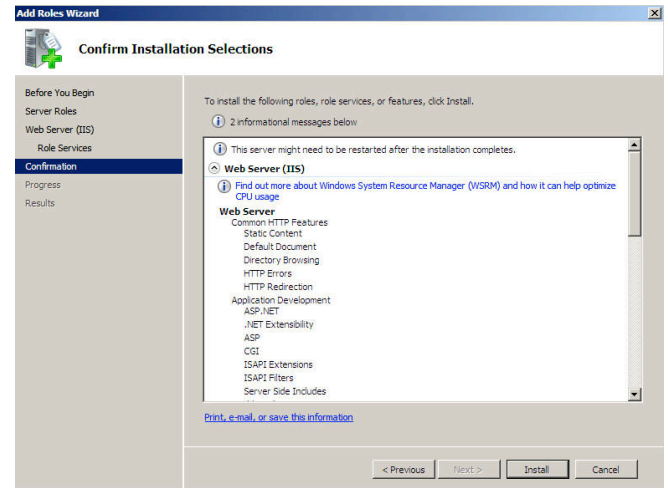 Add Roles Wizard
Confirm Installation Selections
Before You Begin
Server Roles
Web Server (IIS)
Role Services
Confirmation
Progress
Results
To install the following roles, role services, or features, click Install.
2 informational messages below
This server might need to be restarted after the installation completes.
Web Server (IIS)
Find out more about Windows System Resource Manager (WSRM) and how it can help optimize
CPU usage
Web Server
Common HTTP Features
Static Content
Default Document
Directory Browsing
HTTP Errors
HTTP Redirection
Application Development
ASP.NET
.NET Extensibility
ASP
CGI
ISAPI Extensions
ISAPI Filters
Server Side Includes
Print, e-mail, or save this information
< Previous Next > Install Cancel